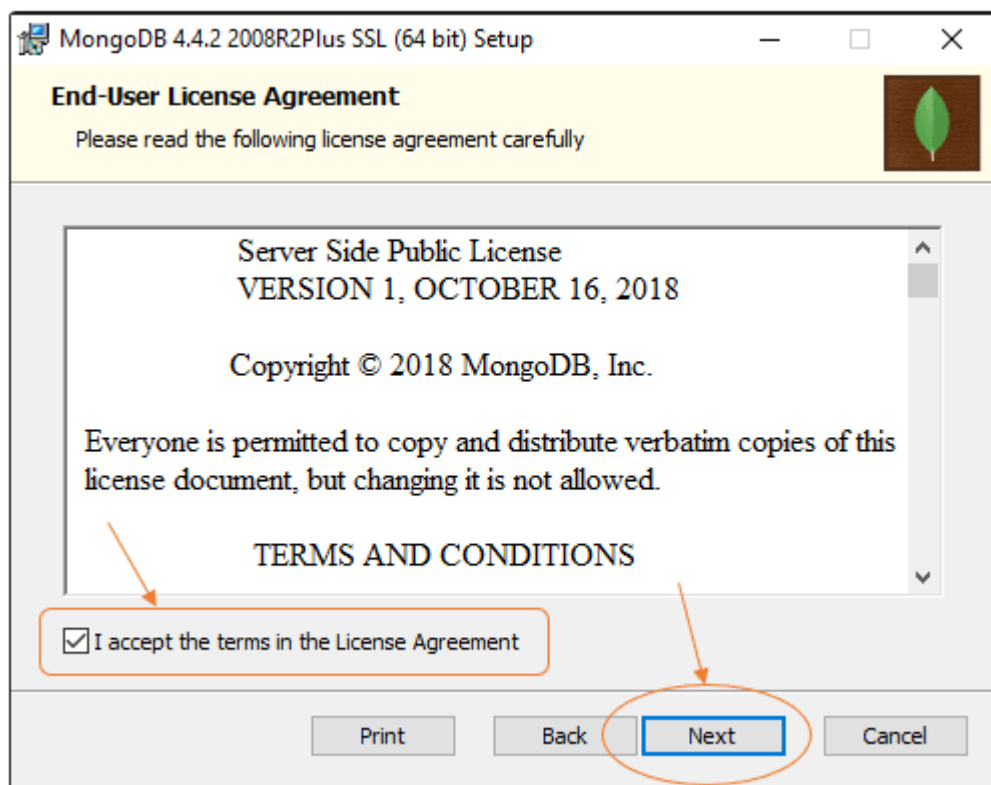 MongoDB 4.4.2 2008R2Plus SSL (64 bit) Setup
End-User License Agreement
Please read the following license agreement carefully
Server Side Public License
VERSION 1, OCTOBER 16, 2018
Copyright © 2018 MongoDB, Inc.
Everyone is permitted to copy and distribute verbatim copies of this
license document, but changing it is not allowed.
TERMS AND CONDITIONS
I accept the terms in the License Agreement
Print Back Next Cancel